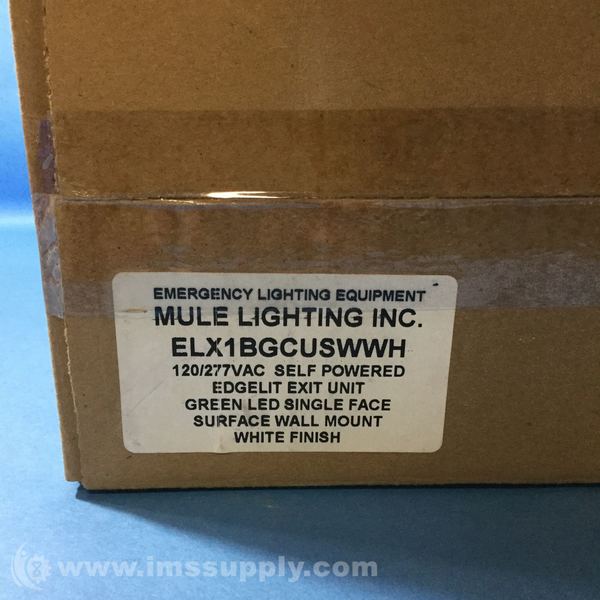 EMERGENCY LIGHTING EQUIPMENT
MULE LIGHTING INC.
ELX1BGCUSWWH
120/277VAC SELF POWERED
EDGELIT EXIT UNIT
GREEN LED SINGLE FACE
SURFACE WALL MOUNT
WHITE FINISH
www.imssupply.com